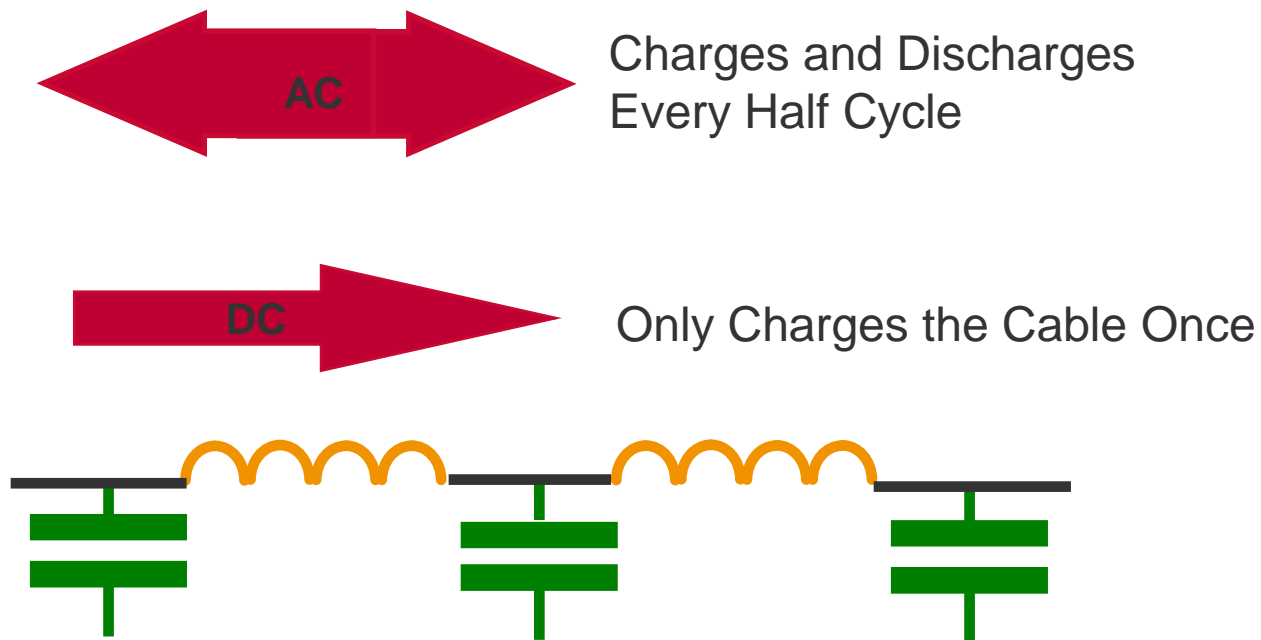 AC
Charges and Discharges
Every Half Cycle
DC
Only Charges the Cable Once